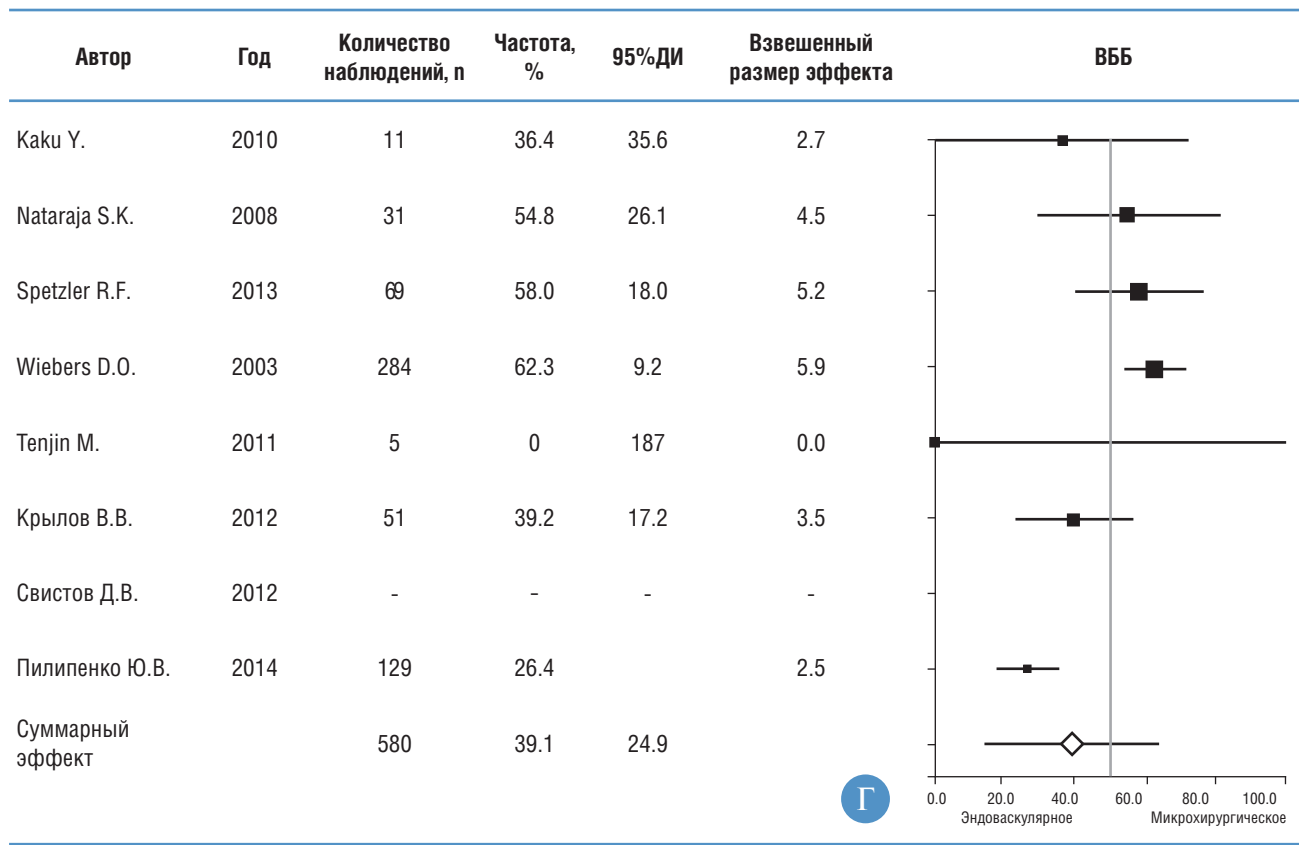 Автор Год Количество наблюдений, n Частота, % 95%ДИ Взвешенный размер эффекта ВББ
Kaku Y. 2010 11 36.4 35.6 2.7
Nataraja S.K. 2008 31 54.8 26.1 4.5
Spetzler R.F. 2013 69 58.0 18.0 5.2
Wiebers D.O. 2003 284 62.3 9.2 5.9
Tenjin M. 2011 5 0 187 0.0
Крылов В.В. 2012 51 39.2 17.2 3.5
Свистов Д.В. 2012 - - - -
Пилипенко Ю.В. 2014 129 26.4 2.5
Суммарный эффект 580 39.1 24.9
Г
0.0 20.0 40.0 60.0 80.0 100.0
Эндоваскулярное Микрохирургическое